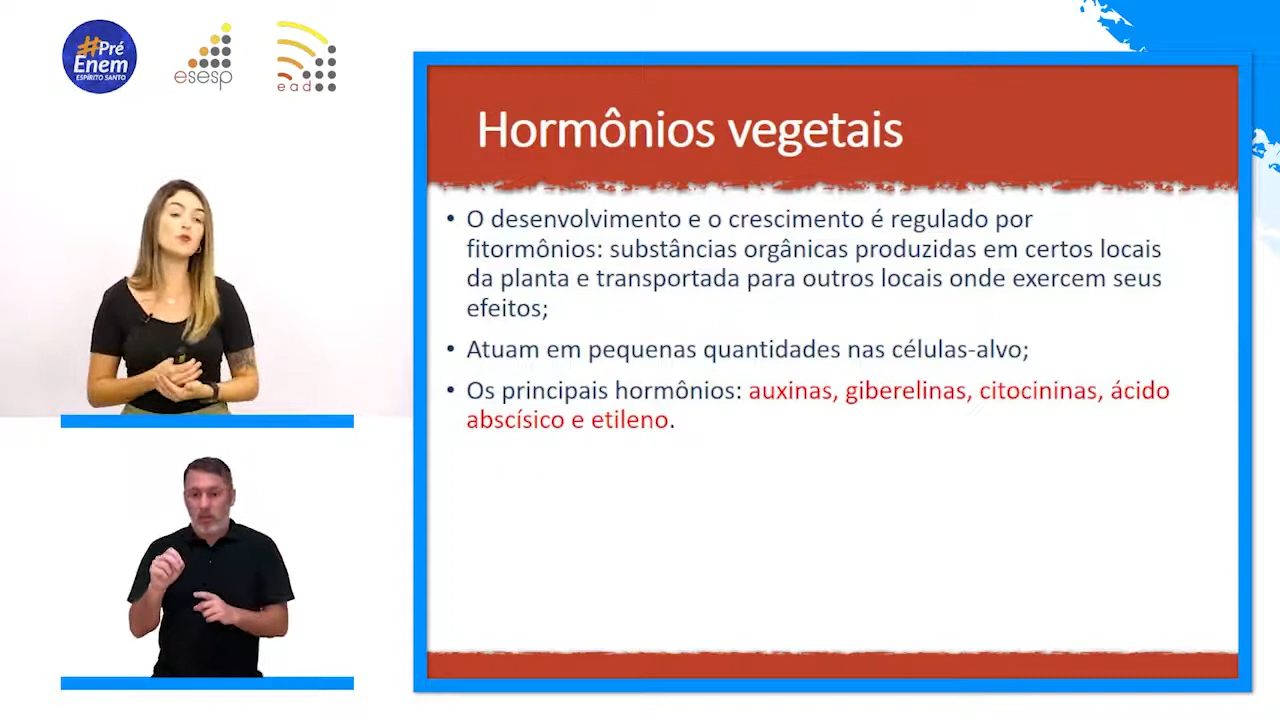 #Pré
Enem
ESPÍRITO SANTO
esesp
ead
Hormônios vegetais
• O desenvolvimento e o crescimento é regulado por
fitormônios: substâncias orgânicas produzidas em certos locais
da planta e transportada para outros locais onde exercem seus
efeitos;
• Atuam em pequenas quantidades nas células-alvo;
• Os principais hormônios: auxinas, giberelinas, citocininas, ácido
abscísico e etileno.